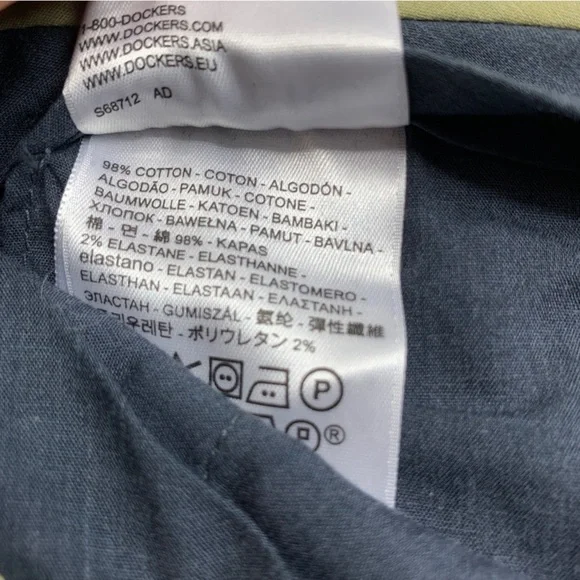 1-800-DOCKERS
WWW.DOCKERS.COM
WWW.DOCKERS.ASIA
WWW.DOCKERS.EU
S68712 AD
98% COTTON - COTON - ALGODÓN -
ALGODÃO - PAMUK - COTONE -
BAUMWOLLE - KATOEN - BAMBAKI -
ХЛОПОК - BAWEŁNA - PAMUT - BAVLNA -
棉 - 면 - 綿 98% - KAPAS
2% ELASTANE - ELASTHANNE -
elastano - ELASTAN - ELASTOMERO -
ELASTHAN - ELASTAAN - ΕΛΑΣΤΑΝΗ -
ЭЛАСТАН - GUMISZÁL - 氨纶 - 彈性纖維
폴리우레탄 - ポリウレタン 2%
P
®